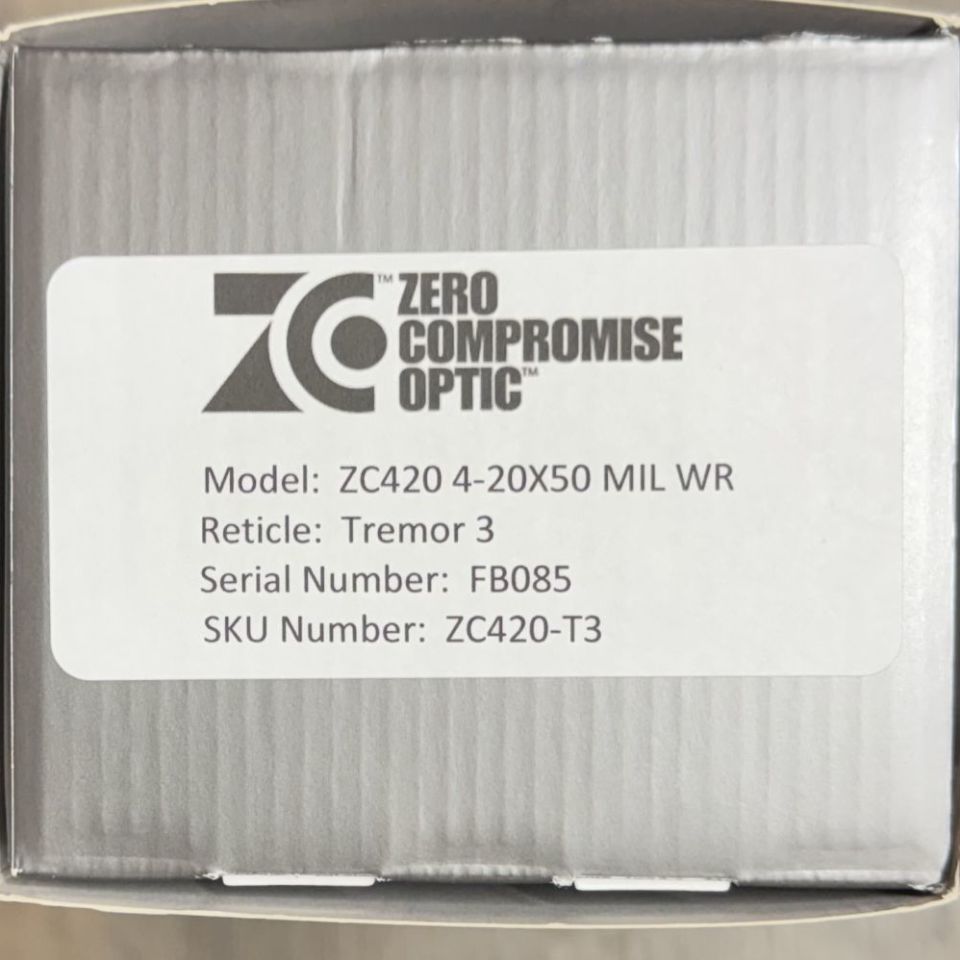 ZC™ ZERO
COMPROMISE
OPTIC™
Model: ZC420 4-20X50 MIL WR
Reticle: Tremor 3
Serial Number: FB085
SKU Number: ZC420-T3